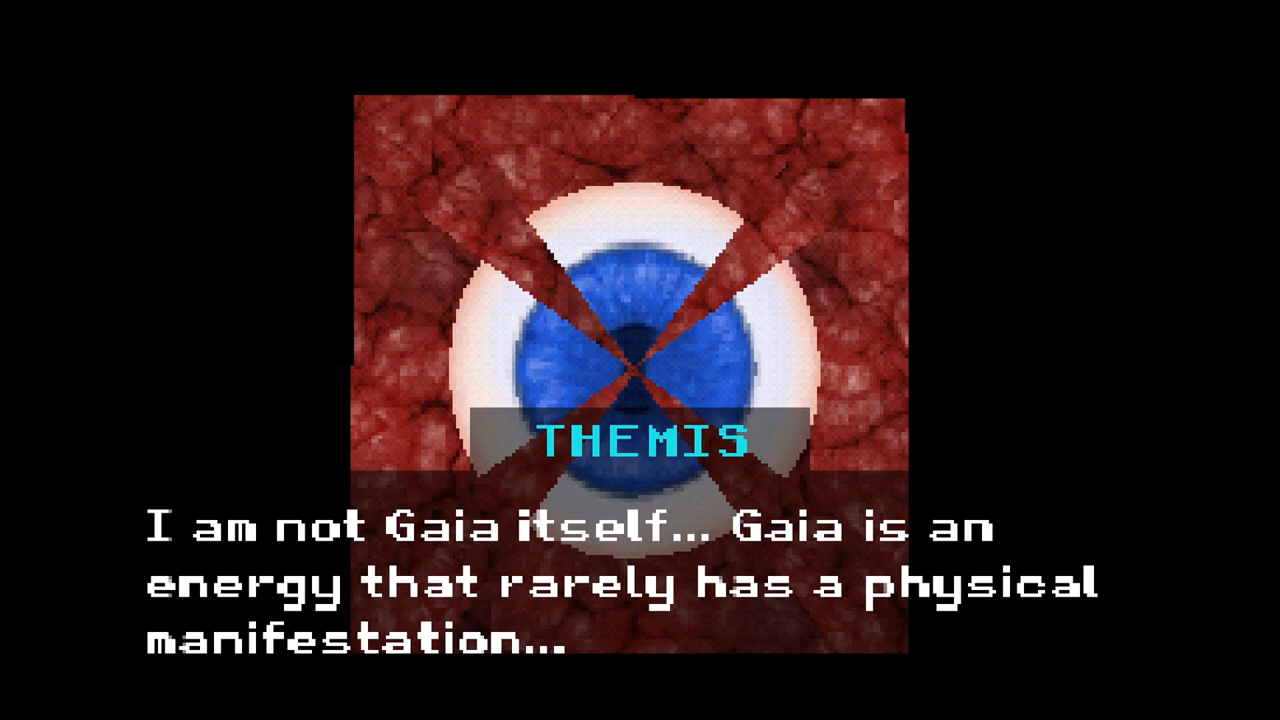 THEMIS
I am not Gaia itself... Gaia is an
energy that rarely has a physical
manifestation...